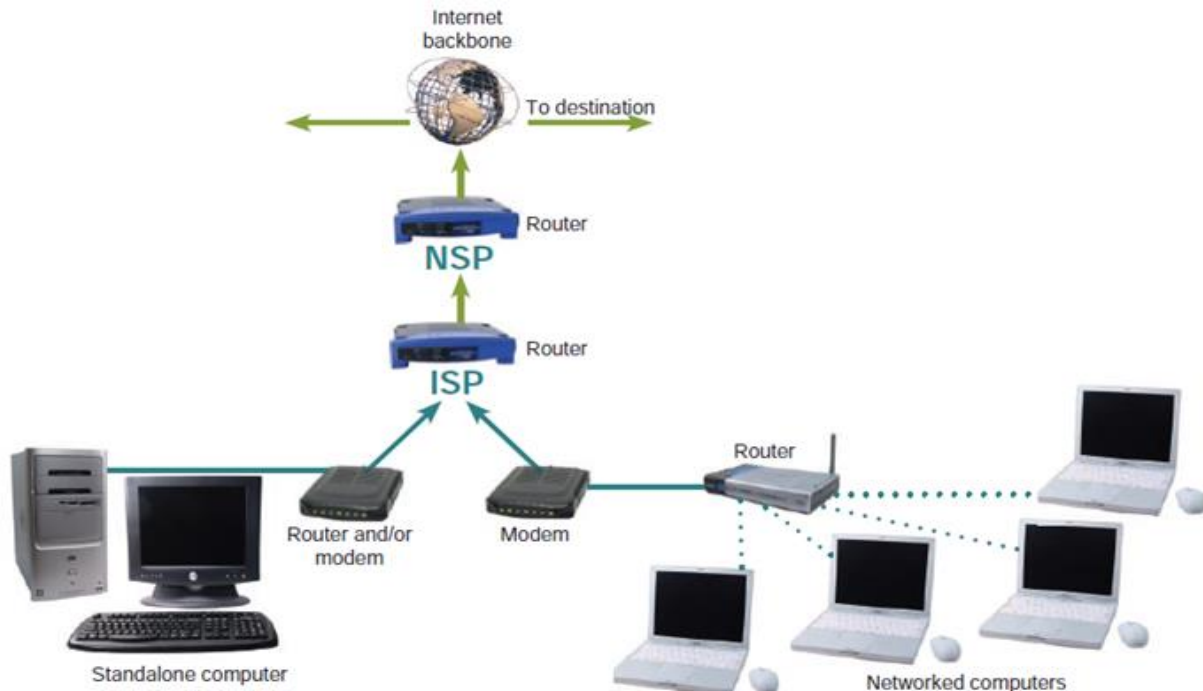 Internet
backbone
To destination
Router
NSP
Router
ISP
Router
Router and/or
modem
Modem
Standalone computer
Networked computers